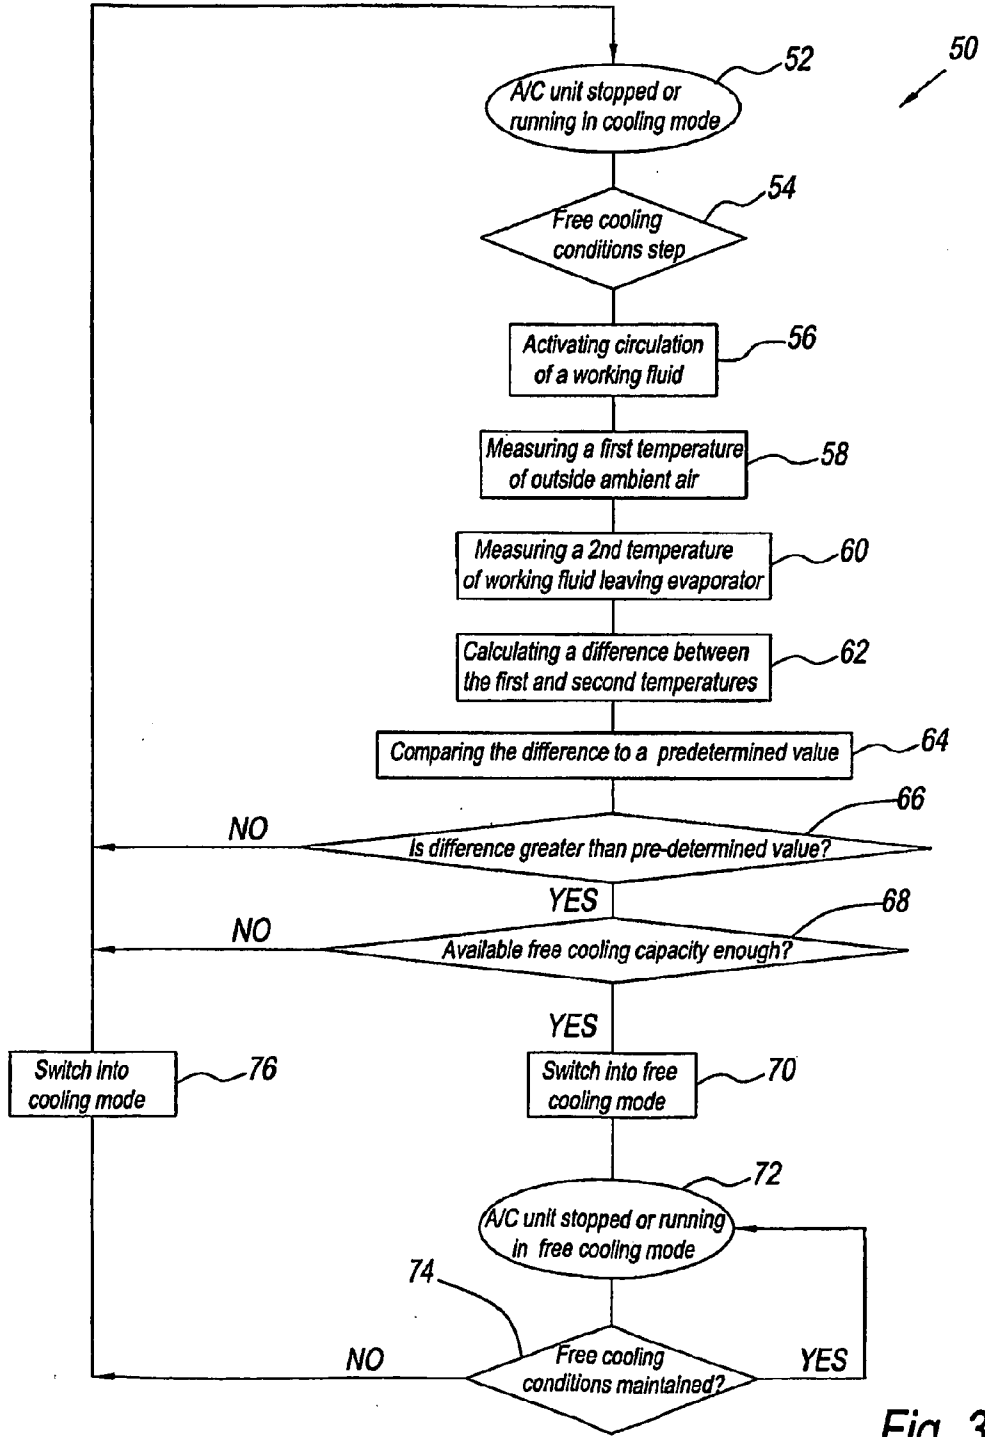 50
52
A/C unit stopped or
running in cooling mode
54
Free cooling
conditions step
56
Activating circulation
of a working fluid
58
Measuring a first temperature
of outside ambient air
60
Measuring a 2nd temperature
of working fluid leaving evaporator
62
Calculating a difference between
the first and second temperatures
64
Comparing the difference to a predetermined value
66
NO
Is difference greater than pre-determined value?
YES
68
NO
Available free cooling capacity enough?
YES
Switch into
cooling mode
76
Switch into free
cooling mode
70
72
A/C unit stopped or running
in free cooling mode
74
NO
Free cooling
conditions maintained?
YES
Fig. 3